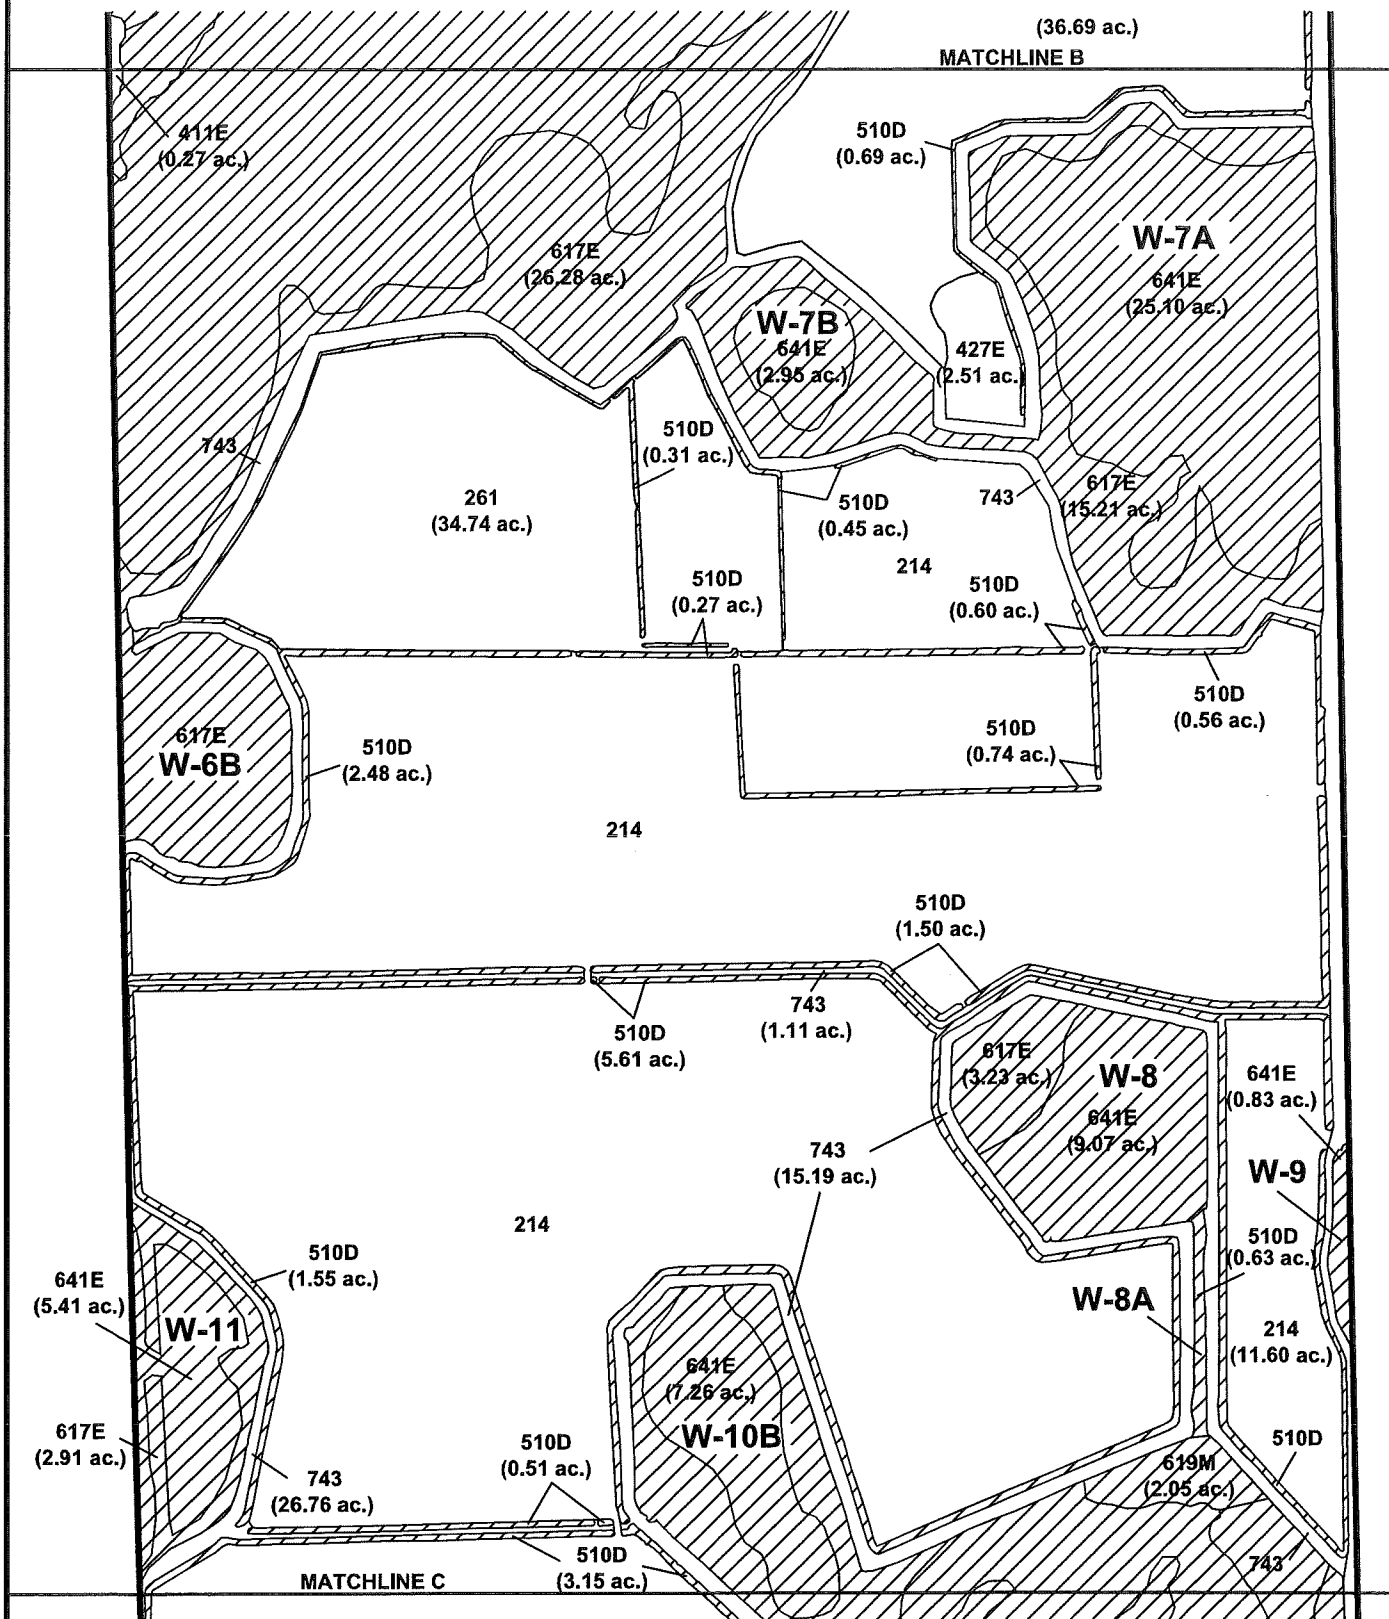 (36.69 ac.)
MATCHLINE B
411E
(0.27 ac.)
510D
(0.69 ac.)
W-7A
641E
(25.10 ac.)
617E
(26.28 ac.)
W-7B
641E
(2.95 ac.)
427E
(2.51 ac.)
743
510D
(0.31 ac.)
261
(34.74 ac.)
510D
(0.45 ac.)
743
617E
(15.21 ac.)
214
510D
(0.27 ac.)
510D
(0.60 ac.)
510D
(0.56 ac.)
617E
W-6B
510D
(2.48 ac.)
510D
(0.74 ac.)
214
510D
(1.50 ac.)
743
(1.11 ac.)
510D
(5.61 ac.)
617E
(3.23 ac.)
W-8
641E
(9.07 ac.)
641E
(0.83 ac.)
743
(15.19 ac.)
W-9
214
510D
(0.63 ac.)
510D
(1.55 ac.)
641E
(5.41 ac.)
W-11
W-8A
214
(11.60 ac.)
641E
(7.26 ac.)
W-10B
617E
(2.91 ac.)
510D
(0.51 ac.)
510D
743
(26.76 ac.)
619M
(2.05 ac.)
510D
(3.15 ac.)
743
MATCHLINE C